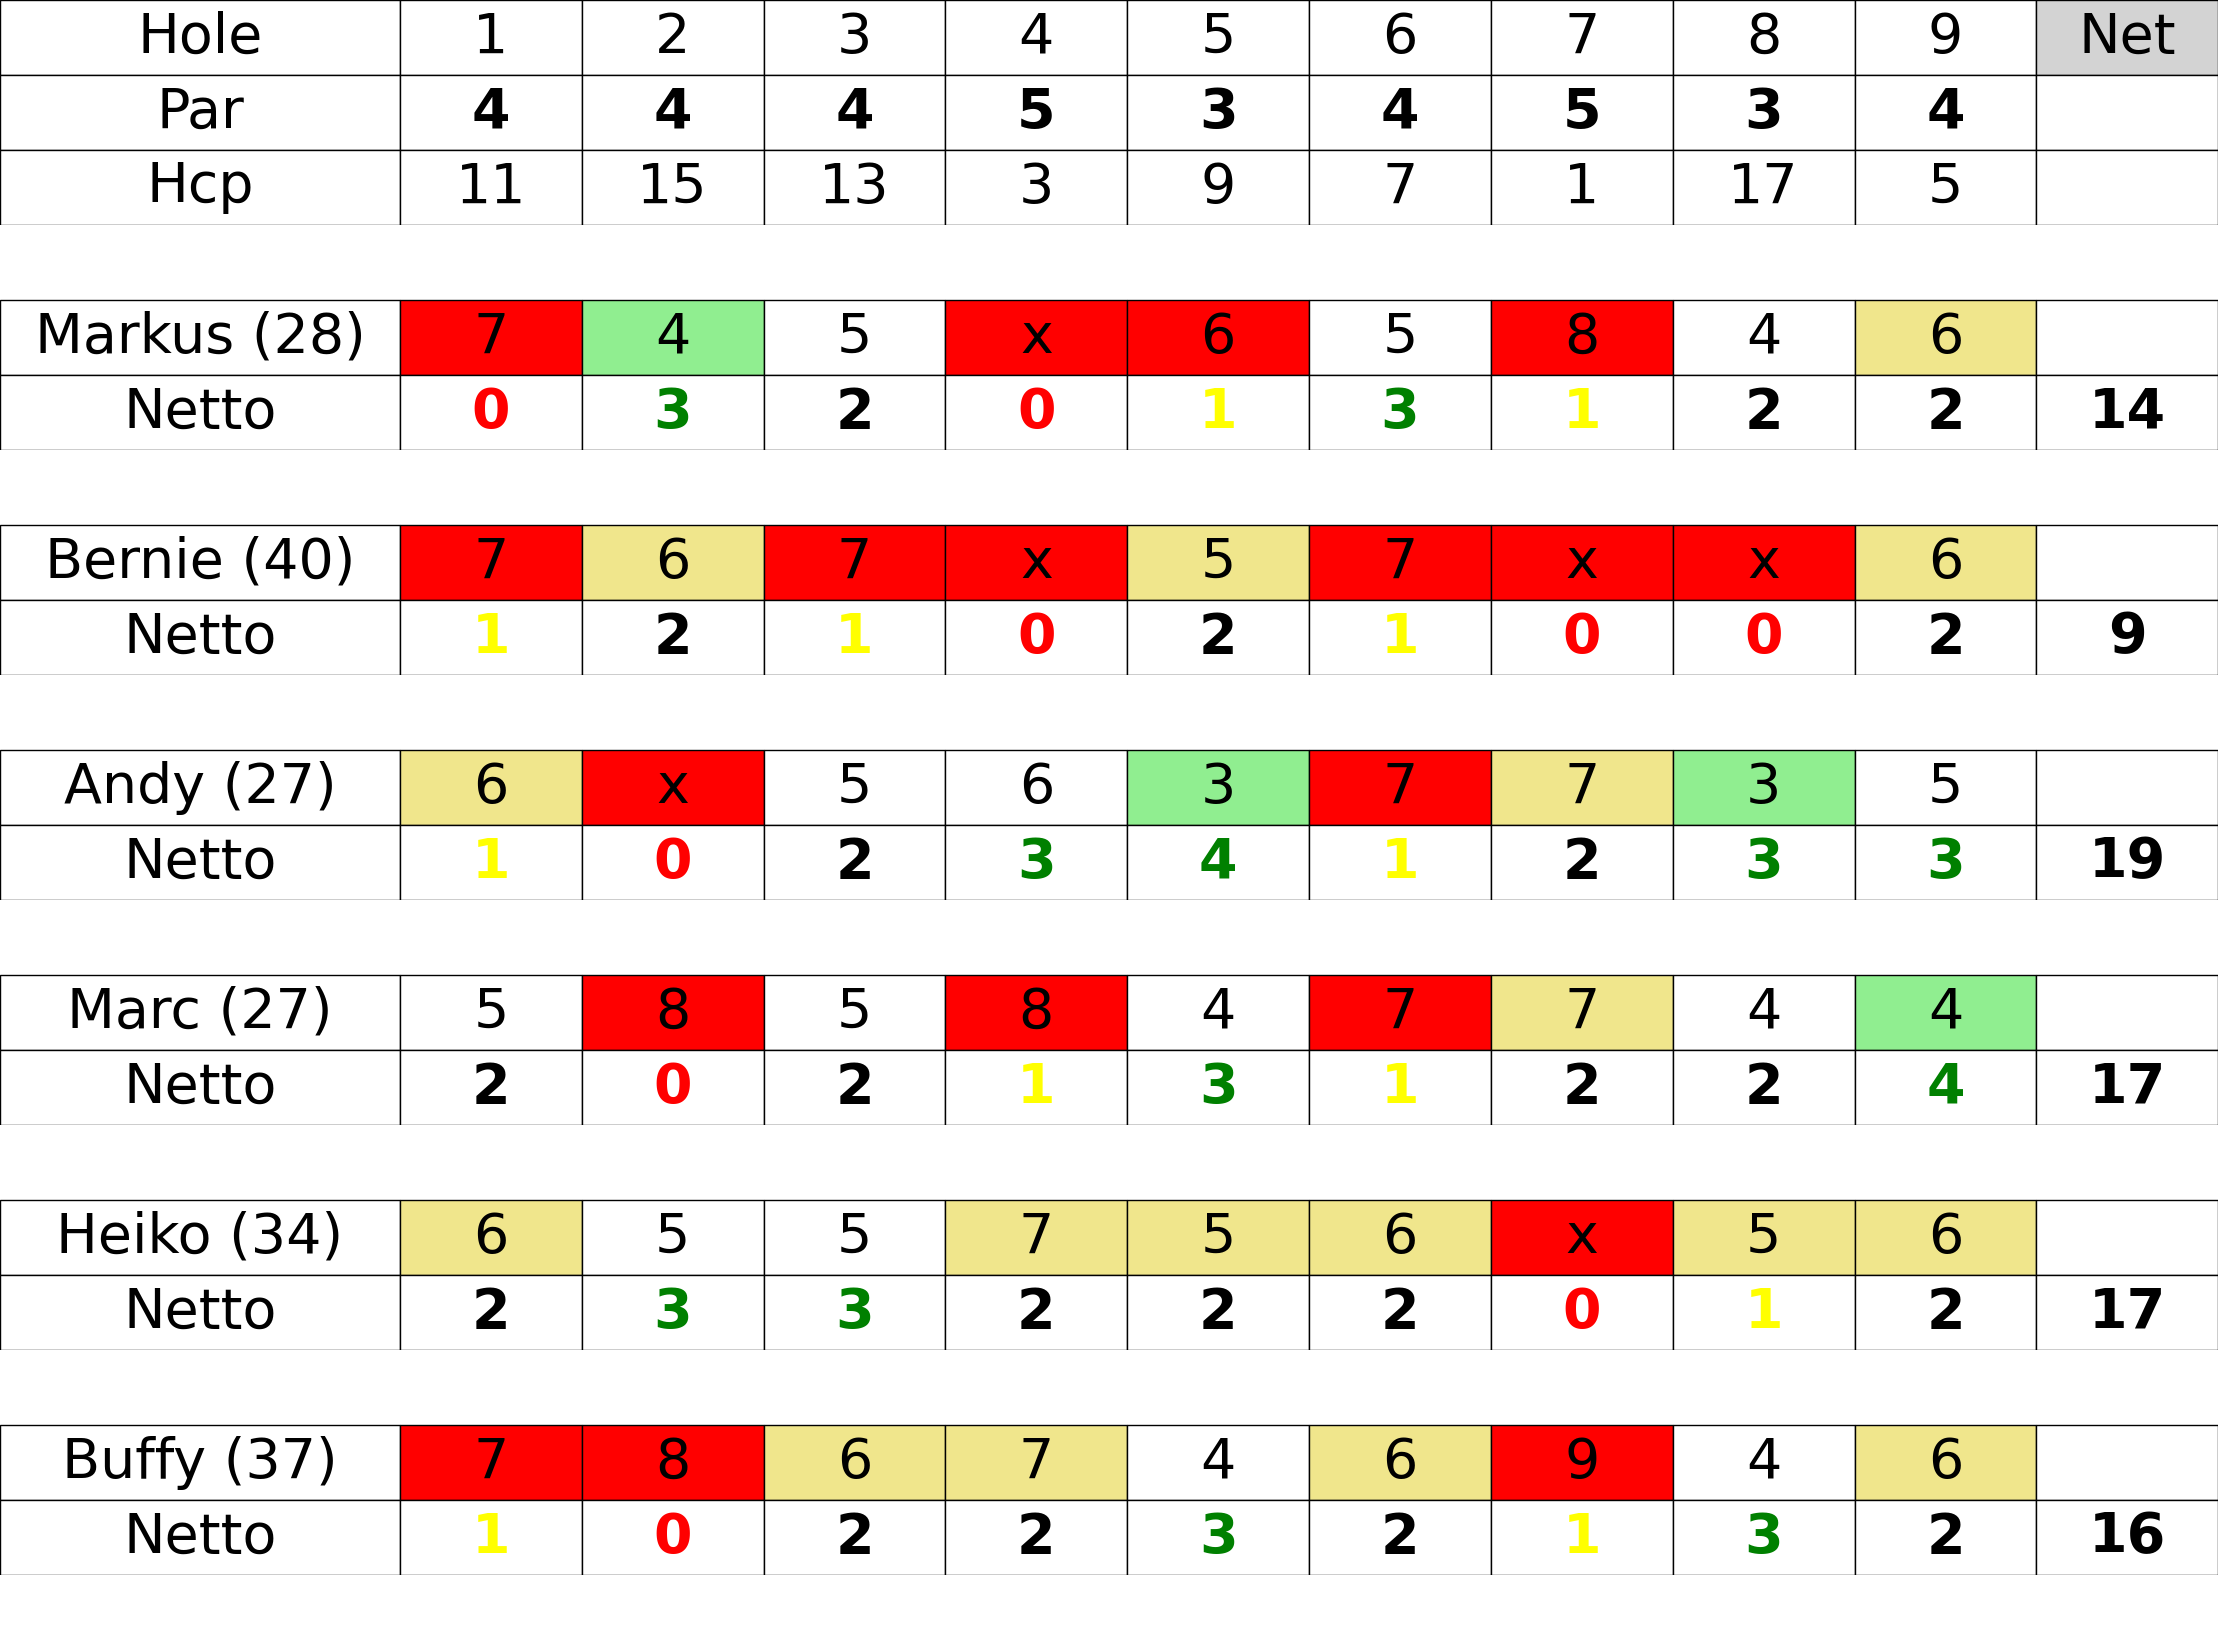 Hole 1 2 3 4 5 6 7 8 9 Net
Par 4 4 4 5 3 4 5 3 4
Hcp 11 15 13 3 9 7 1 17 5
Markus (28) 7 4 5 x 6 5 8 4 6
Netto 0 3 2 0 1 3 1 2 2 14
Bernie (40) 7 6 7 x 5 7 x x 6
Netto 1 2 1 0 2 1 0 0 2 9
Andy (27) 6 x 5 6 3 7 7 3 5
Netto 1 0 2 3 4 1 2 3 3 19
Marc (27) 5 8 5 8 4 7 7 4 4
Netto 2 0 2 1 3 1 2 2 4 17
Heiko (34) 6 5 5 7 5 6 x 5 6
Netto 2 3 3 2 2 2 0 1 2 17
Buffy (37) 7 8 6 7 4 6 9 4 6
Netto 1 0 2 2 3 2 1 3 2 16